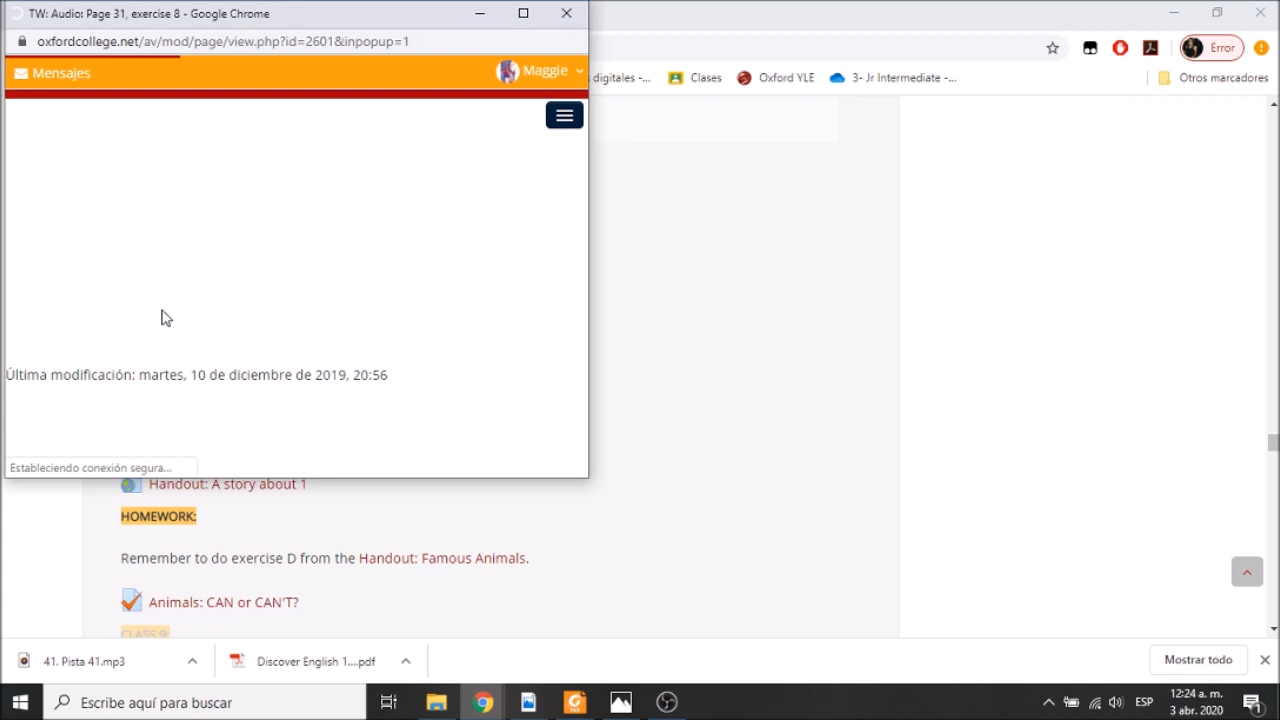 TW: Audio: Page 31, exercise 8 - Google Chrome
oxfordcollege.net/av/mod/page/view.php?id=2601&inpopup=1
Error
Mensajes
Maggie
digitales -...
Clases
Oxford YLE
3- Jr Intermediate -...
Otros marcadores
Última modificación: martes, 10 de diciembre de 2019, 20:56
Estableciendo conexión segura...
Handout: A story about 1
HOMEWORK:
Remember to do exercise D from the Handout: Famous Animals.
Animals: CAN or CAN'T?
CLASS 9:
41. Pista 41.mp3
Discover English 1....pdf
Mostrar todo
Escribe aquí para buscar
ESP
12:24 a. m.
3 abr. 2020
1